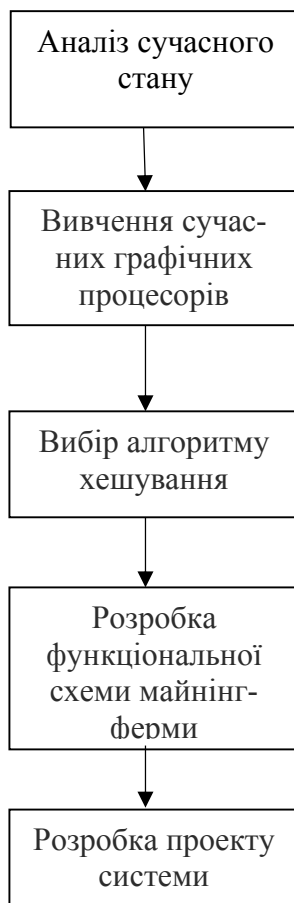 Аналіз сучасного
стану
Вивчення сучас-
них графічних
процесорів
Вибір алгоритму
хешування
Розробка
функціональної
схеми майнінг-
ферми
Розробка проекту
системи